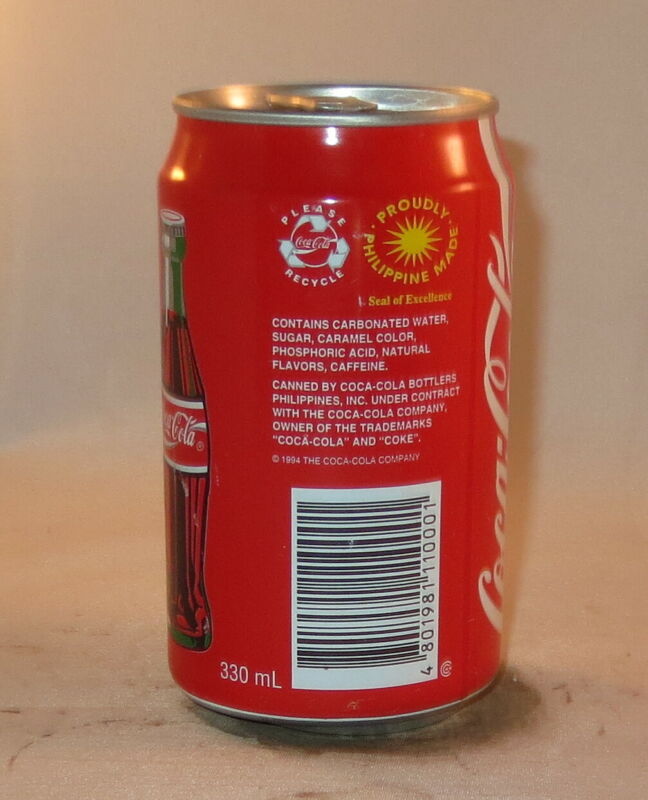 PLEASE
Coca-Cola
RECYCLE
PROUDLY
PHILIPPINE MADE
Seal of Excellence
CONTAINS CARBONATED WATER,
SUGAR, CARAMEL COLOR,
PHOSPHORIC ACID, NATURAL
FLAVORS, CAFFEINE.
CANNED BY COCA-COLA BOTTLERS
PHILIPPINES, INC. UNDER CONTRACT
WITH THE COCA-COLA COMPANY,
OWNER OF THE TRADEMARKS
"COCA-COLA" AND "COKE".
© 1994 THE COCA-COLA COMPANY
Cola®
Coca-Col
4 801981 110001
330 mL